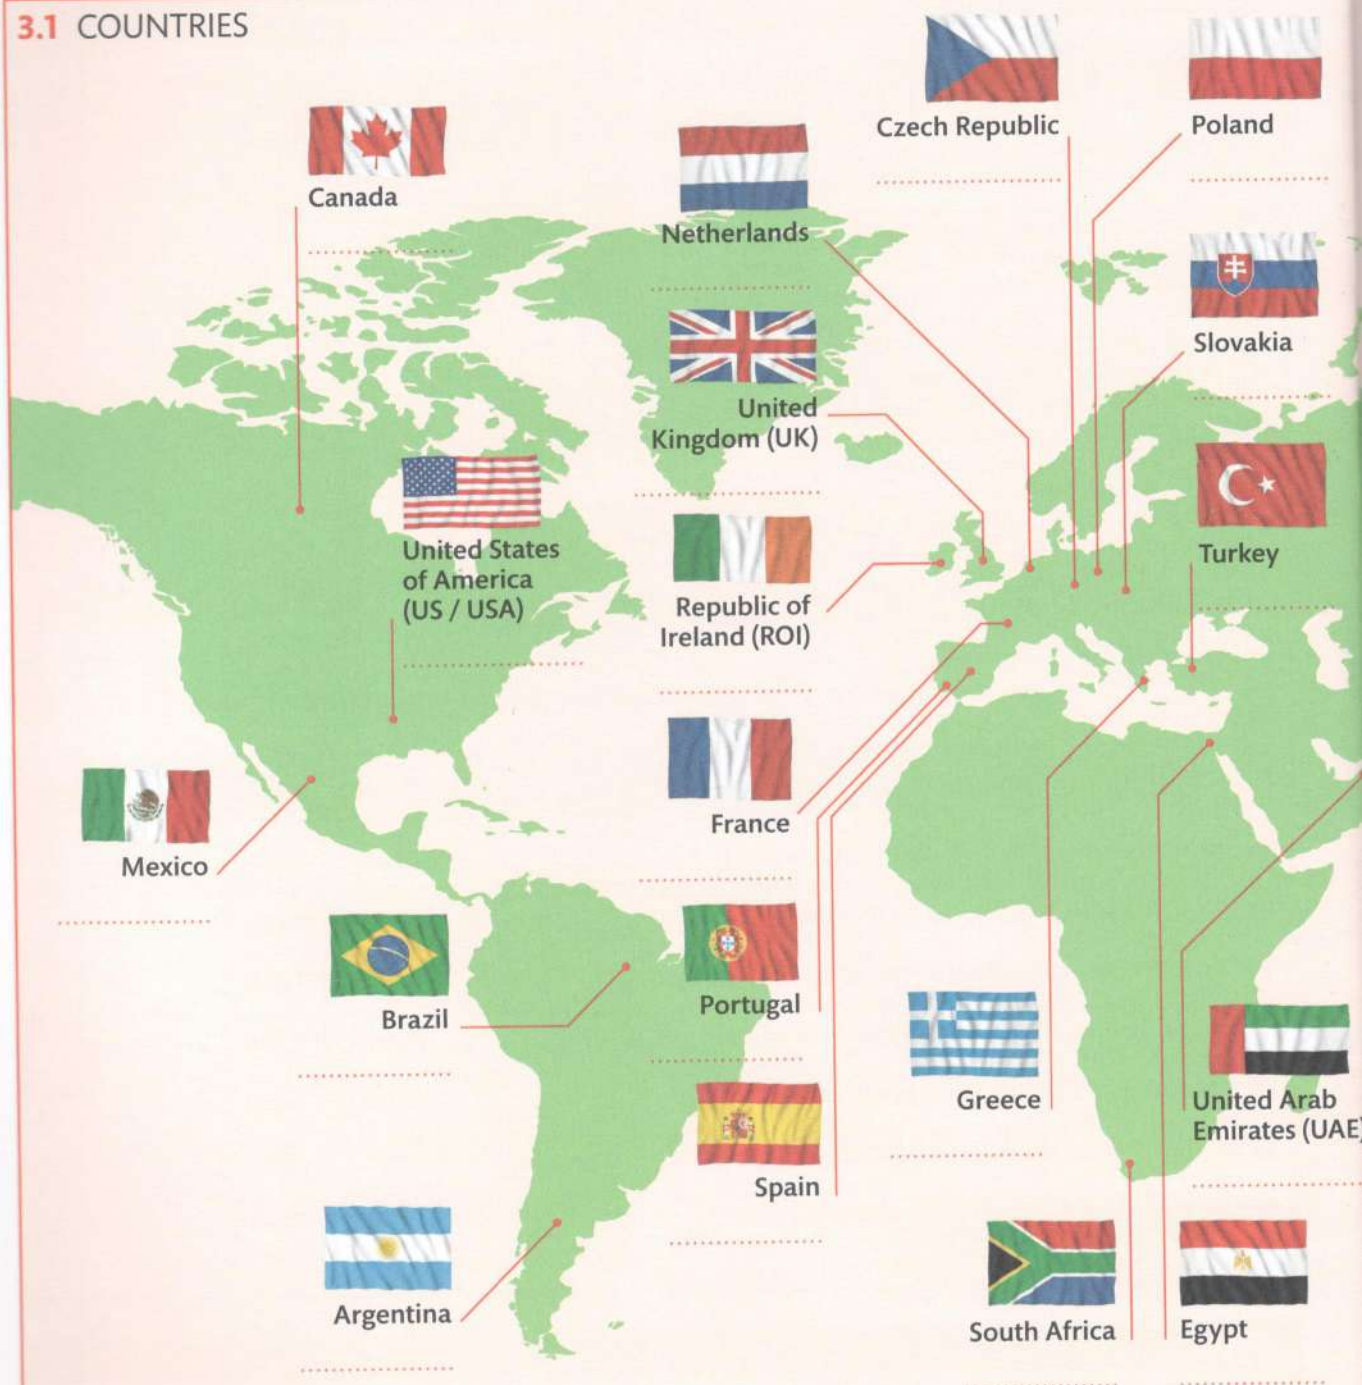 3.1 COUNTRIES
Canada
Netherlands
Czech Republic
Poland
Slovakia
United
Kingdom (UK)
United States
of America
(US / USA)
Republic of
Ireland (ROI)
Turkey
France
Mexico
Brazil
Portugal
Greece
United Arab
Emirates (UAE)
Spain
Argentina
South Africa
Egypt